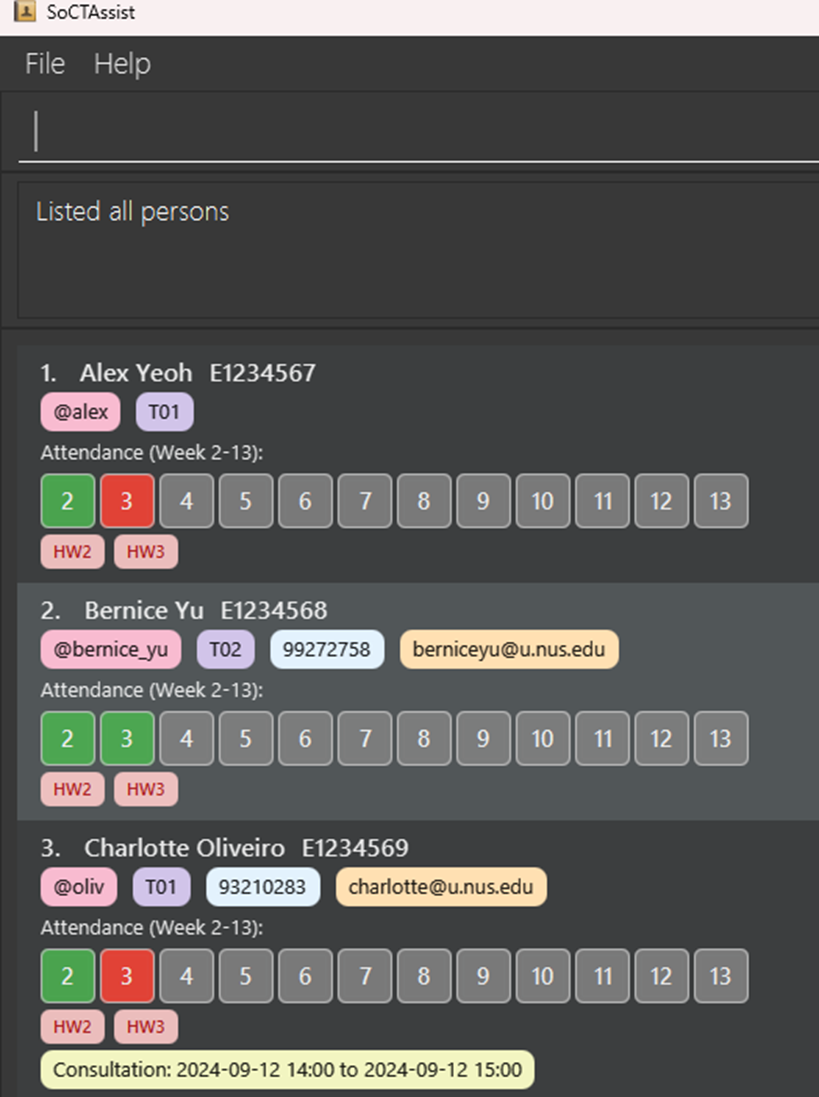 SoCTAssist
File Help
Listed all persons
1. Alex Yeoh E1234567
@alex T01
Attendance (Week 2-13):
2 3 4 5 6 7 8 9 10 11 12 13
HW2 HW3
2. Bernice Yu E1234568
@bernice_yu T02 99272758 berniceyu@u.nus.edu
Attendance (Week 2-13):
2 3 4 5 6 7 8 9 10 11 12 13
HW2 HW3
3. Charlotte Oliveiro E1234569
@oliv T01 93210283 charlotte@u.nus.edu
Attendance (Week 2-13):
2 3 4 5 6 7 8 9 10 11 12 13
HW2 HW3
Consultation: 2024-09-12 14:00 to 2024-09-12 15:00